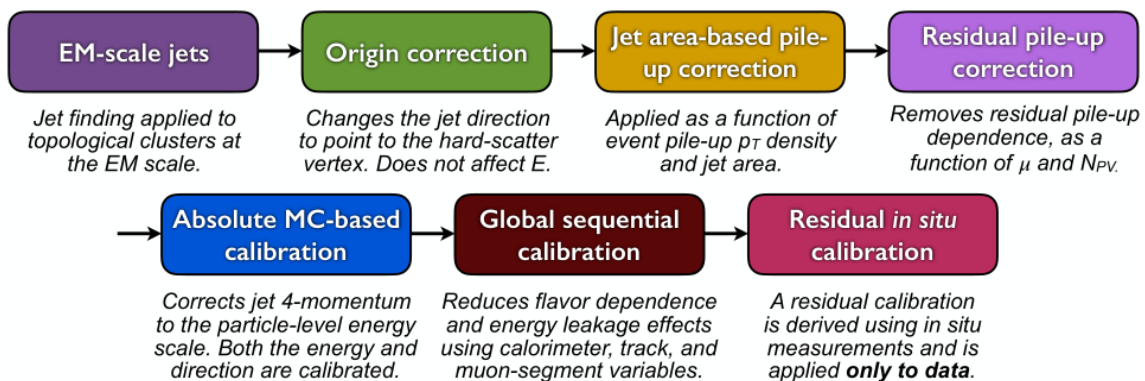 EM-scale jets
Jet finding applied to
topological clusters at
the EM scale.
Origin correction
Changes the jet direction
to point to the hard-scatter
vertex. Does not affect E.
Jet area-based pile-
up correction
Applied as a function of
event pile-up pT density
and jet area.
Residual pile-up
correction
Removes residual pile-up
dependence, as a
function of μ and NPV.
Absolute MC-based
calibration
Corrects jet 4-momentum
to the particle-level energy
scale. Both the energy and
direction are calibrated.
Global sequential
calibration
Reduces flavor dependence
and energy leakage effects
using calorimeter, track, and
muon-segment variables.
Residual in situ
calibration
A residual calibration
is derived using in situ
measurements and is
applied only to data.